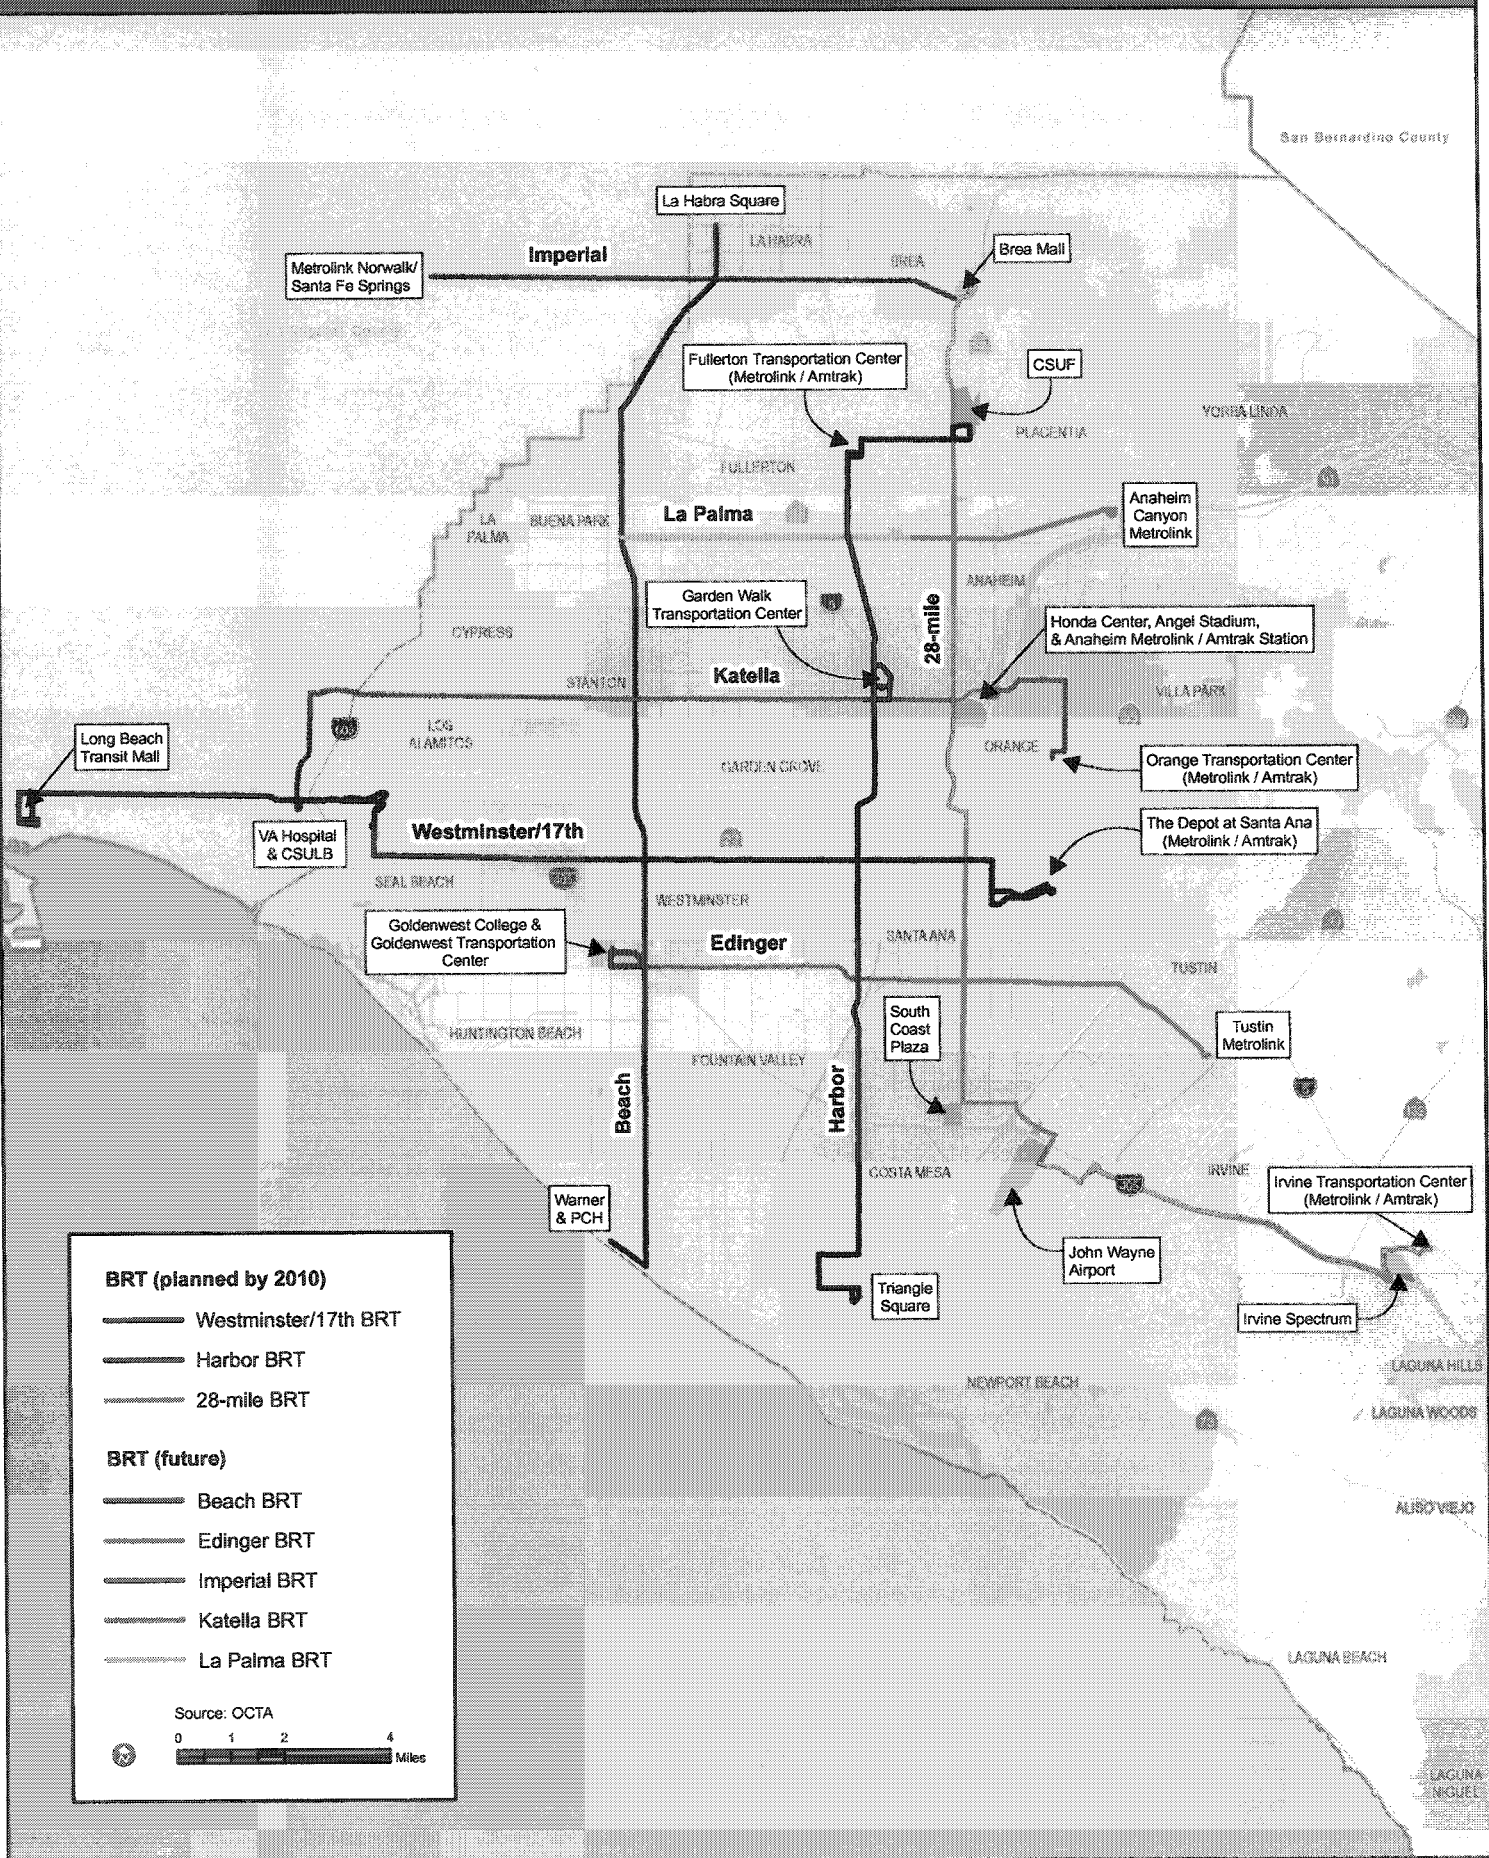 San Bernardino County
La Habra Square
LA HABRA
Imperial
Brea Mall
BREA
Metrolink Norwalk/
Santa Fe Springs
Fullerton Transportation Center
(Metrolink / Amtrak)
CSUF
YORBA LINDA
PLACENTIA
FULLERTON
Anaheim
Canyon
Metrolink
La Palma
LA
PALMA
BUENA PARK
ANAHEIM
Garden Walk
Transportation Center
28-mile
Honda Center, Angel Stadium,
& Anaheim Metrolink / Amtrak Station
CYPRESS
Katella
STANTON
VILLA PARK
LOS
ALAMITOS
Long Beach
Transit Mall
ORANGE
GARDEN GROVE
Orange Transportation Center
(Metrolink / Amtrak)
VA Hospital
& CSULB
Westminster/17th
The Depot at Santa Ana
(Metrolink / Amtrak)
SEAL BEACH
WESTMINSTER
Goldenwest College &
Goldenwest Transportation
Center
Edinger
SANTA ANA
TUSTIN
South
Coast
Plaza
Tustin
Metrolink
HUNTINGTON BEACH
FOUNTAIN VALLEY
Beach
Harbor
COSTA MESA
IRVINE
405
Irvine Transportation Center
(Metrolink / Amtrak)
Warner
& PCH
John Wayne
Airport
Triangle
Square
Irvine Spectrum
LAGUNA HILLS
NEWPORT BEACH
LAGUNA WOODS
ALISO VIEJO
LAGUNA BEACH
LAGUNA
NIGUEL
BRT (planned by 2010)
Westminster/17th BRT
Harbor BRT
28-mile BRT
BRT (future)
Beach BRT
Edinger BRT
Imperial BRT
Katella BRT
La Palma BRT
Source: OCTA
0 1 2 4
Miles
N